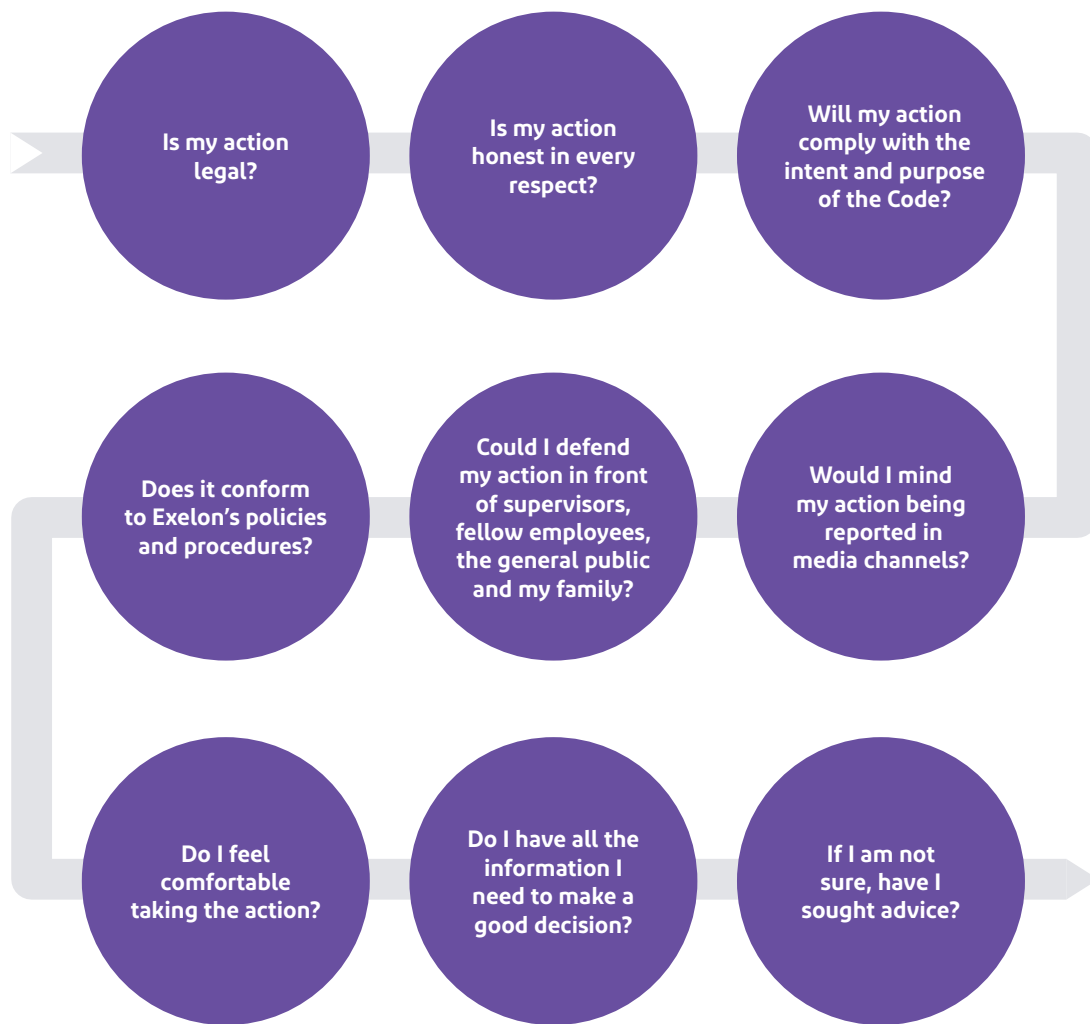 Is my action
legal?
Is my action
honest in every
respect?
Will my action
comply with the
intent and purpose
of the Code?
Would I mind
my action being
reported in
media channels?
Could I defend
my action in front
of supervisors,
fellow employees,
the general public
and my family?
Does it conform
to Exelon’s policies
and procedures?
Do I feel
comfortable
taking the action?
Do I have all the
information I
need to make a
good decision?
If I am not
sure, have I
sought advice?